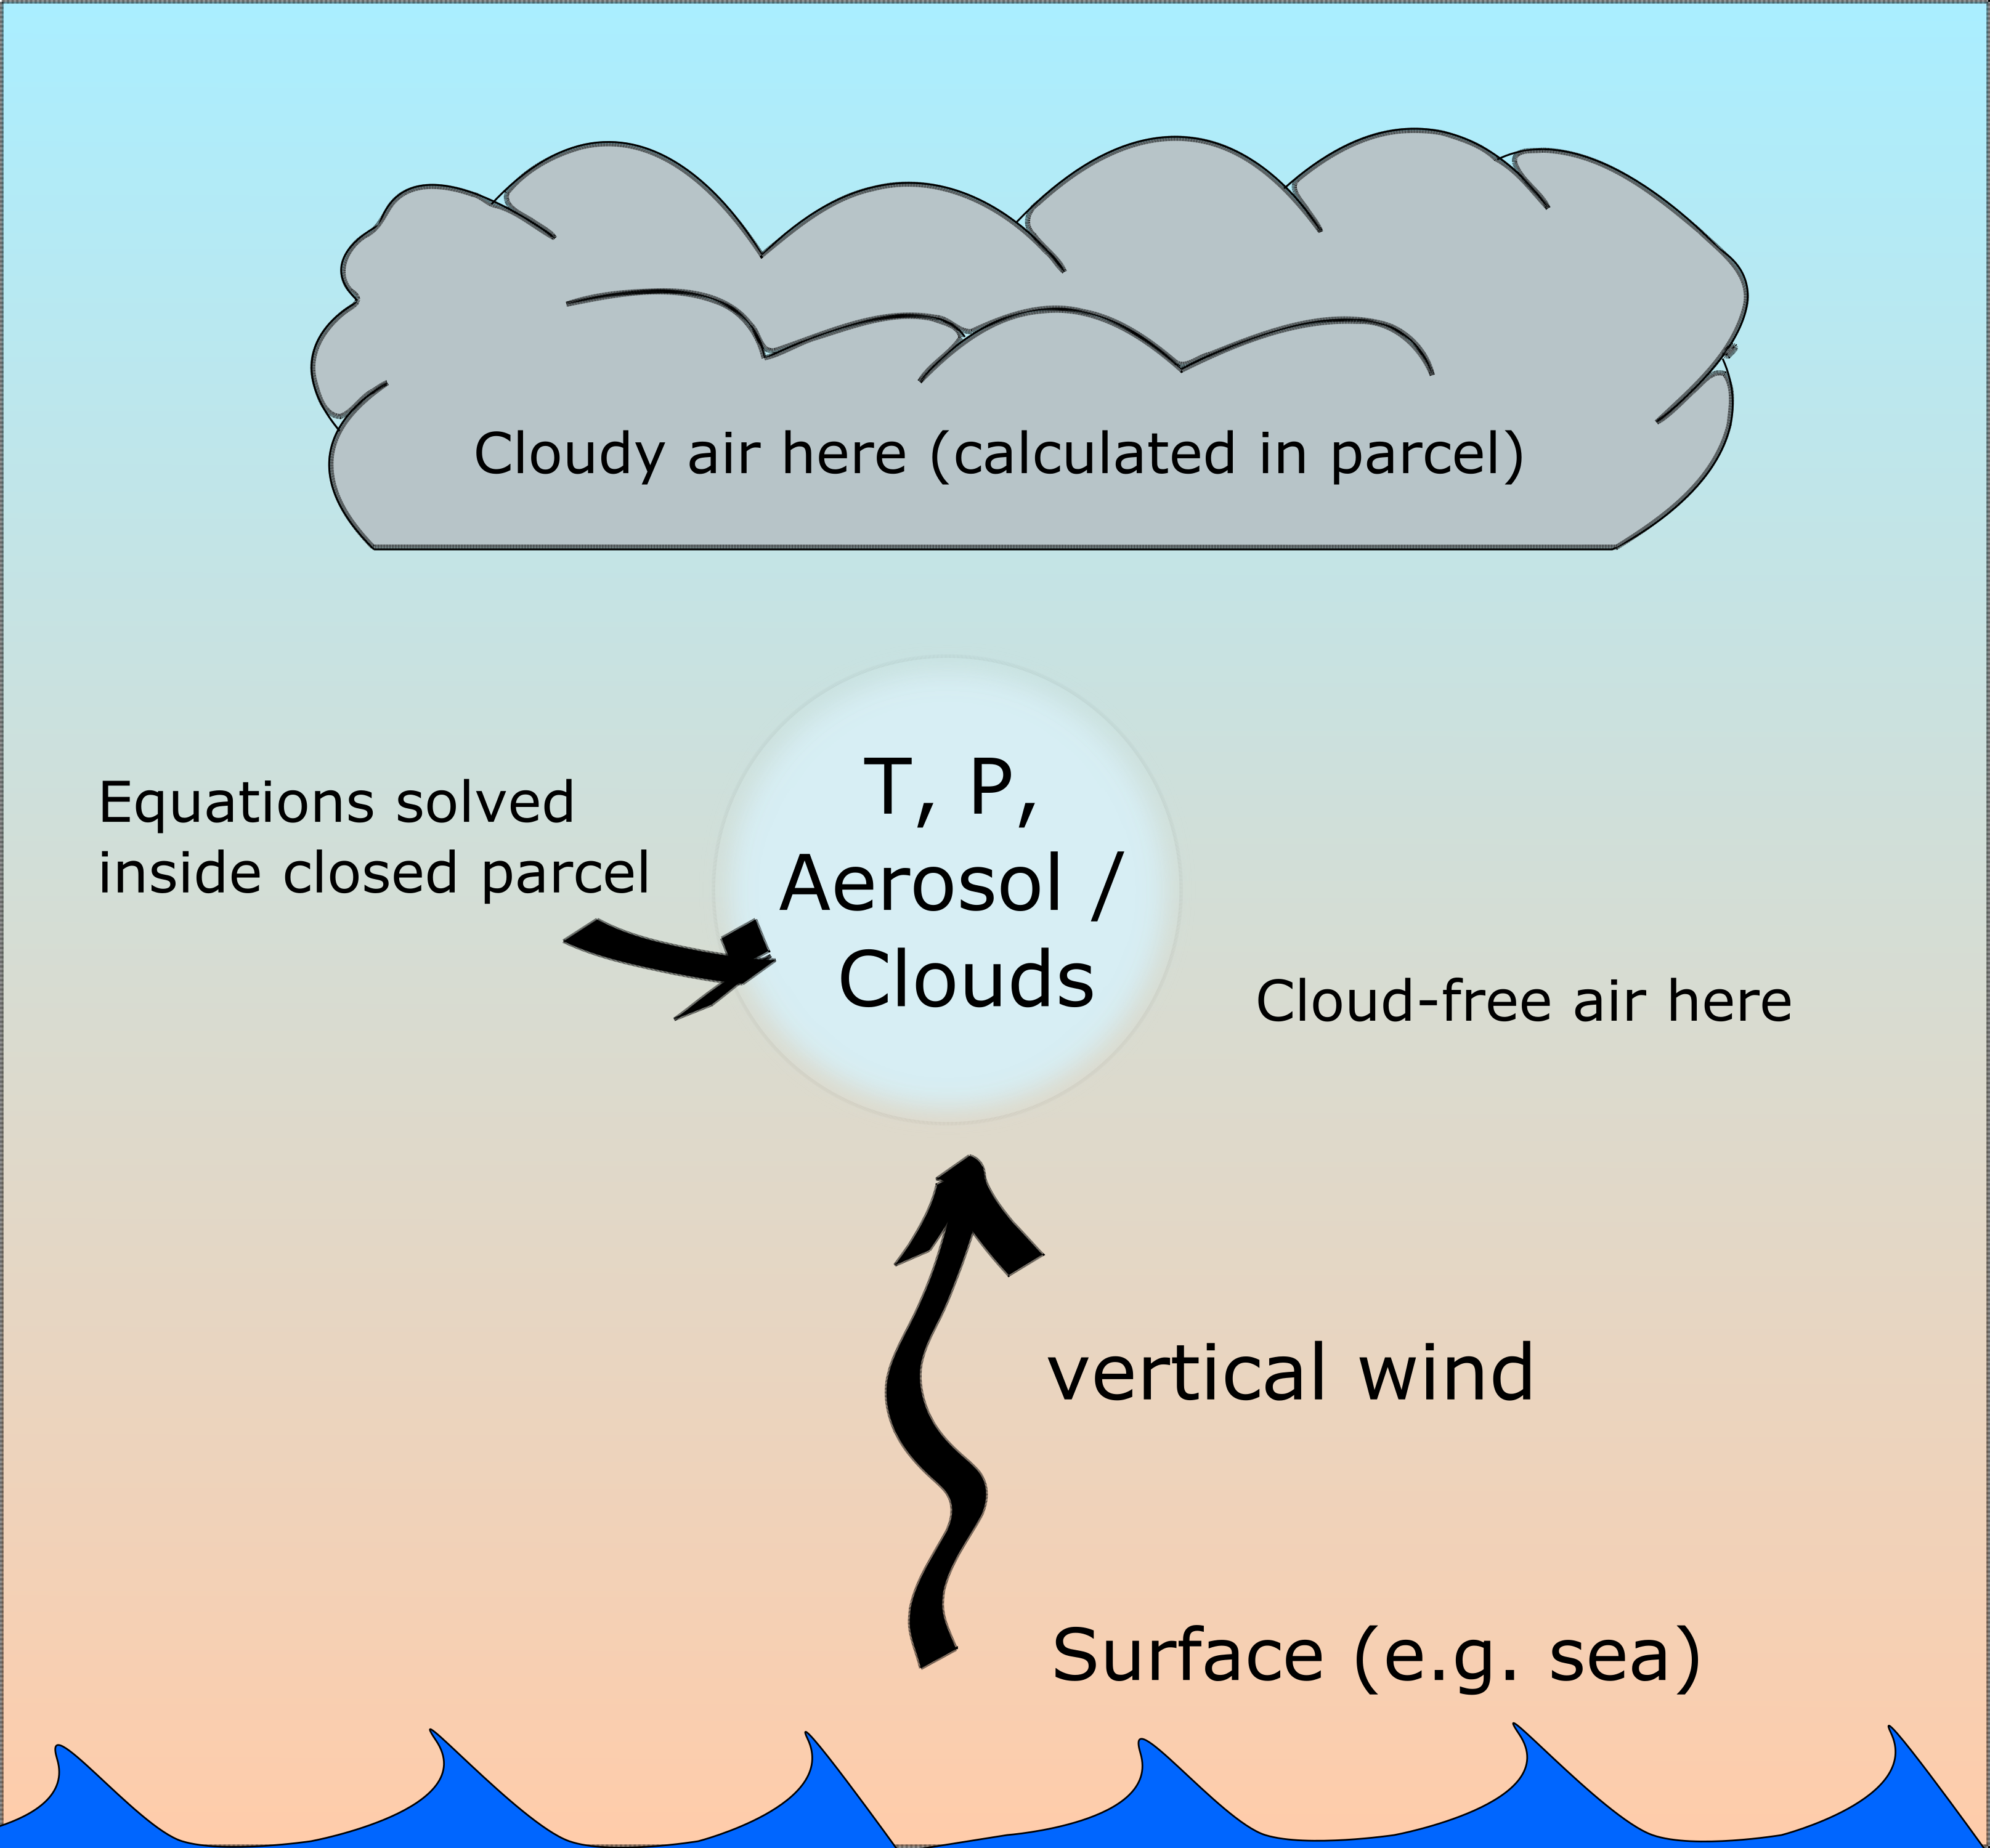 Cloudy air here (calculated in parcel)
Equations solved
inside closed parcel
T, P,
Aerosol /
Clouds
Cloud-free air here
vertical wind
Surface (e.g. sea)